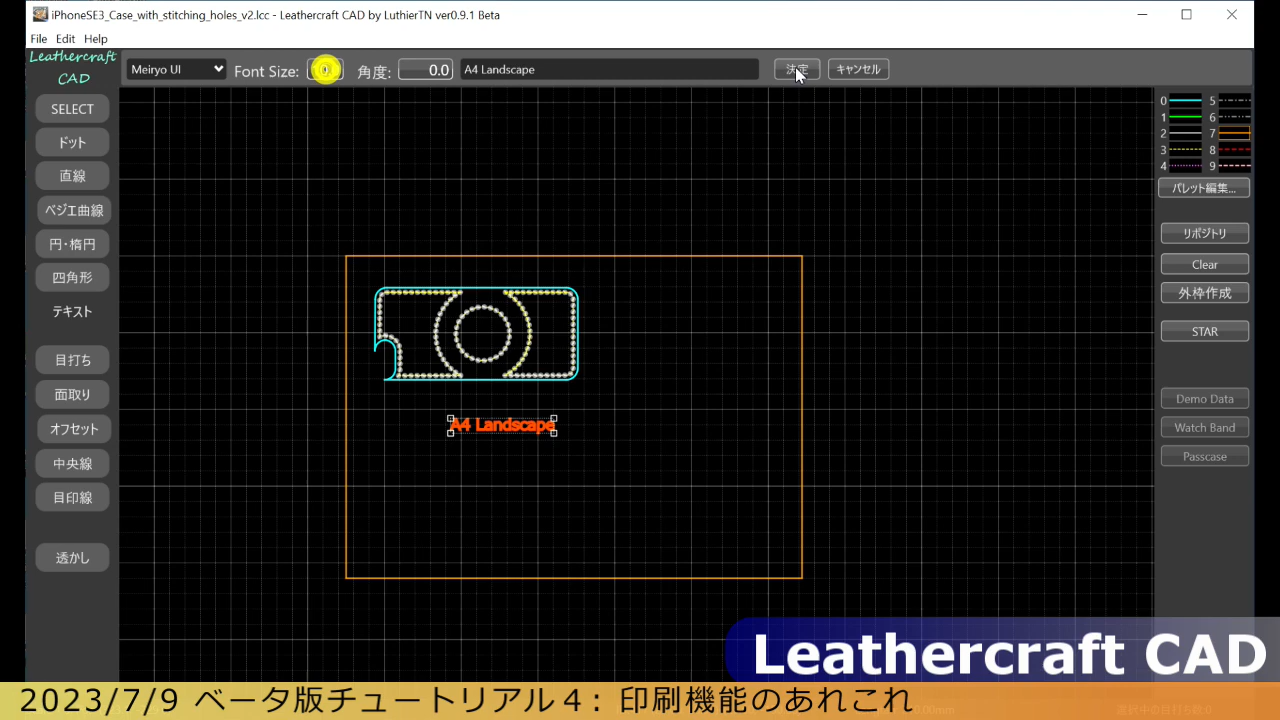 iPhoneSE3_Case_with_stitching_holes_v2.lcc - Leathercraft CAD by LuthierTN ver0.9.1 Beta
File Edit Help
Leathercraft
CAD
Meiryo UI Font Size: 角度: 0.0 A4 Landscape 決定 キャンセル
SELECT
ドット
直線
ベジエ曲線
円・楕円
四角形
テキスト
目打ち
面取り
オフセット
中央線
目印線
透かし
A4 Landscape
0 5
1 6
2 7
3 8
4 9
パレット編集...
リポジトリ
Clear
外枠作成
STAR
Demo Data
Watch Band
Passcase
Leathercraft CAD
2023/7/9 ベータ版チュートリアル4: 印刷機能のあれこれ